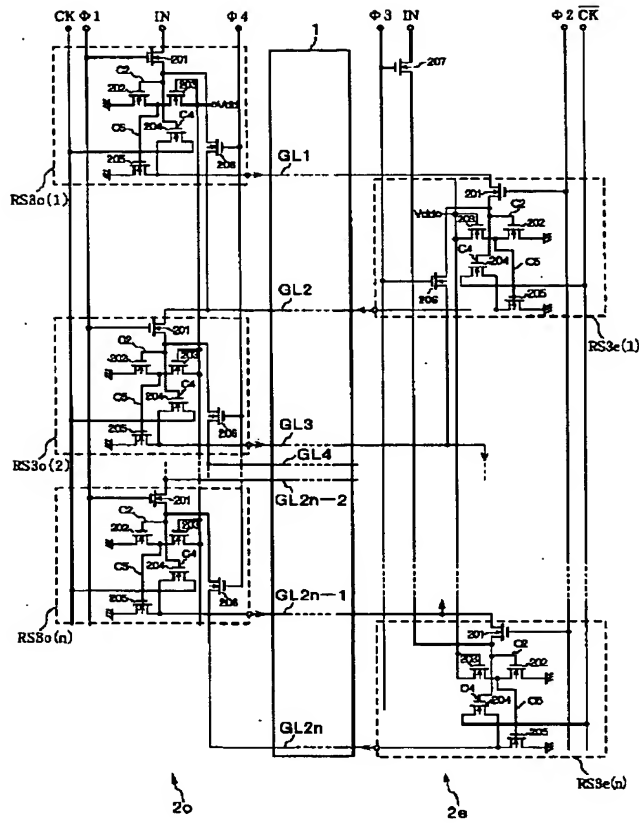 CK Φ1 IN Φ4 1 Φ3 IN Φ2 CK
201
207
C2
202
203
Vdd
C4
C5
204
205
206
GL1
RS3o(1)
201
C2
Vdd
203
202
C4
204
C5
206
205
GL2
RS3e(1)
201
C2
202
203
C4
C5
204
205
206
GL3
RS3o(2)
GL4
GL2n-2
201
C2
202
203
C4
C5
204
205
206
GL2n-1
RS3o(n)
201
C2
203
202
C4
204
C5
205
GL2n
RS3e(n)
2o
2e